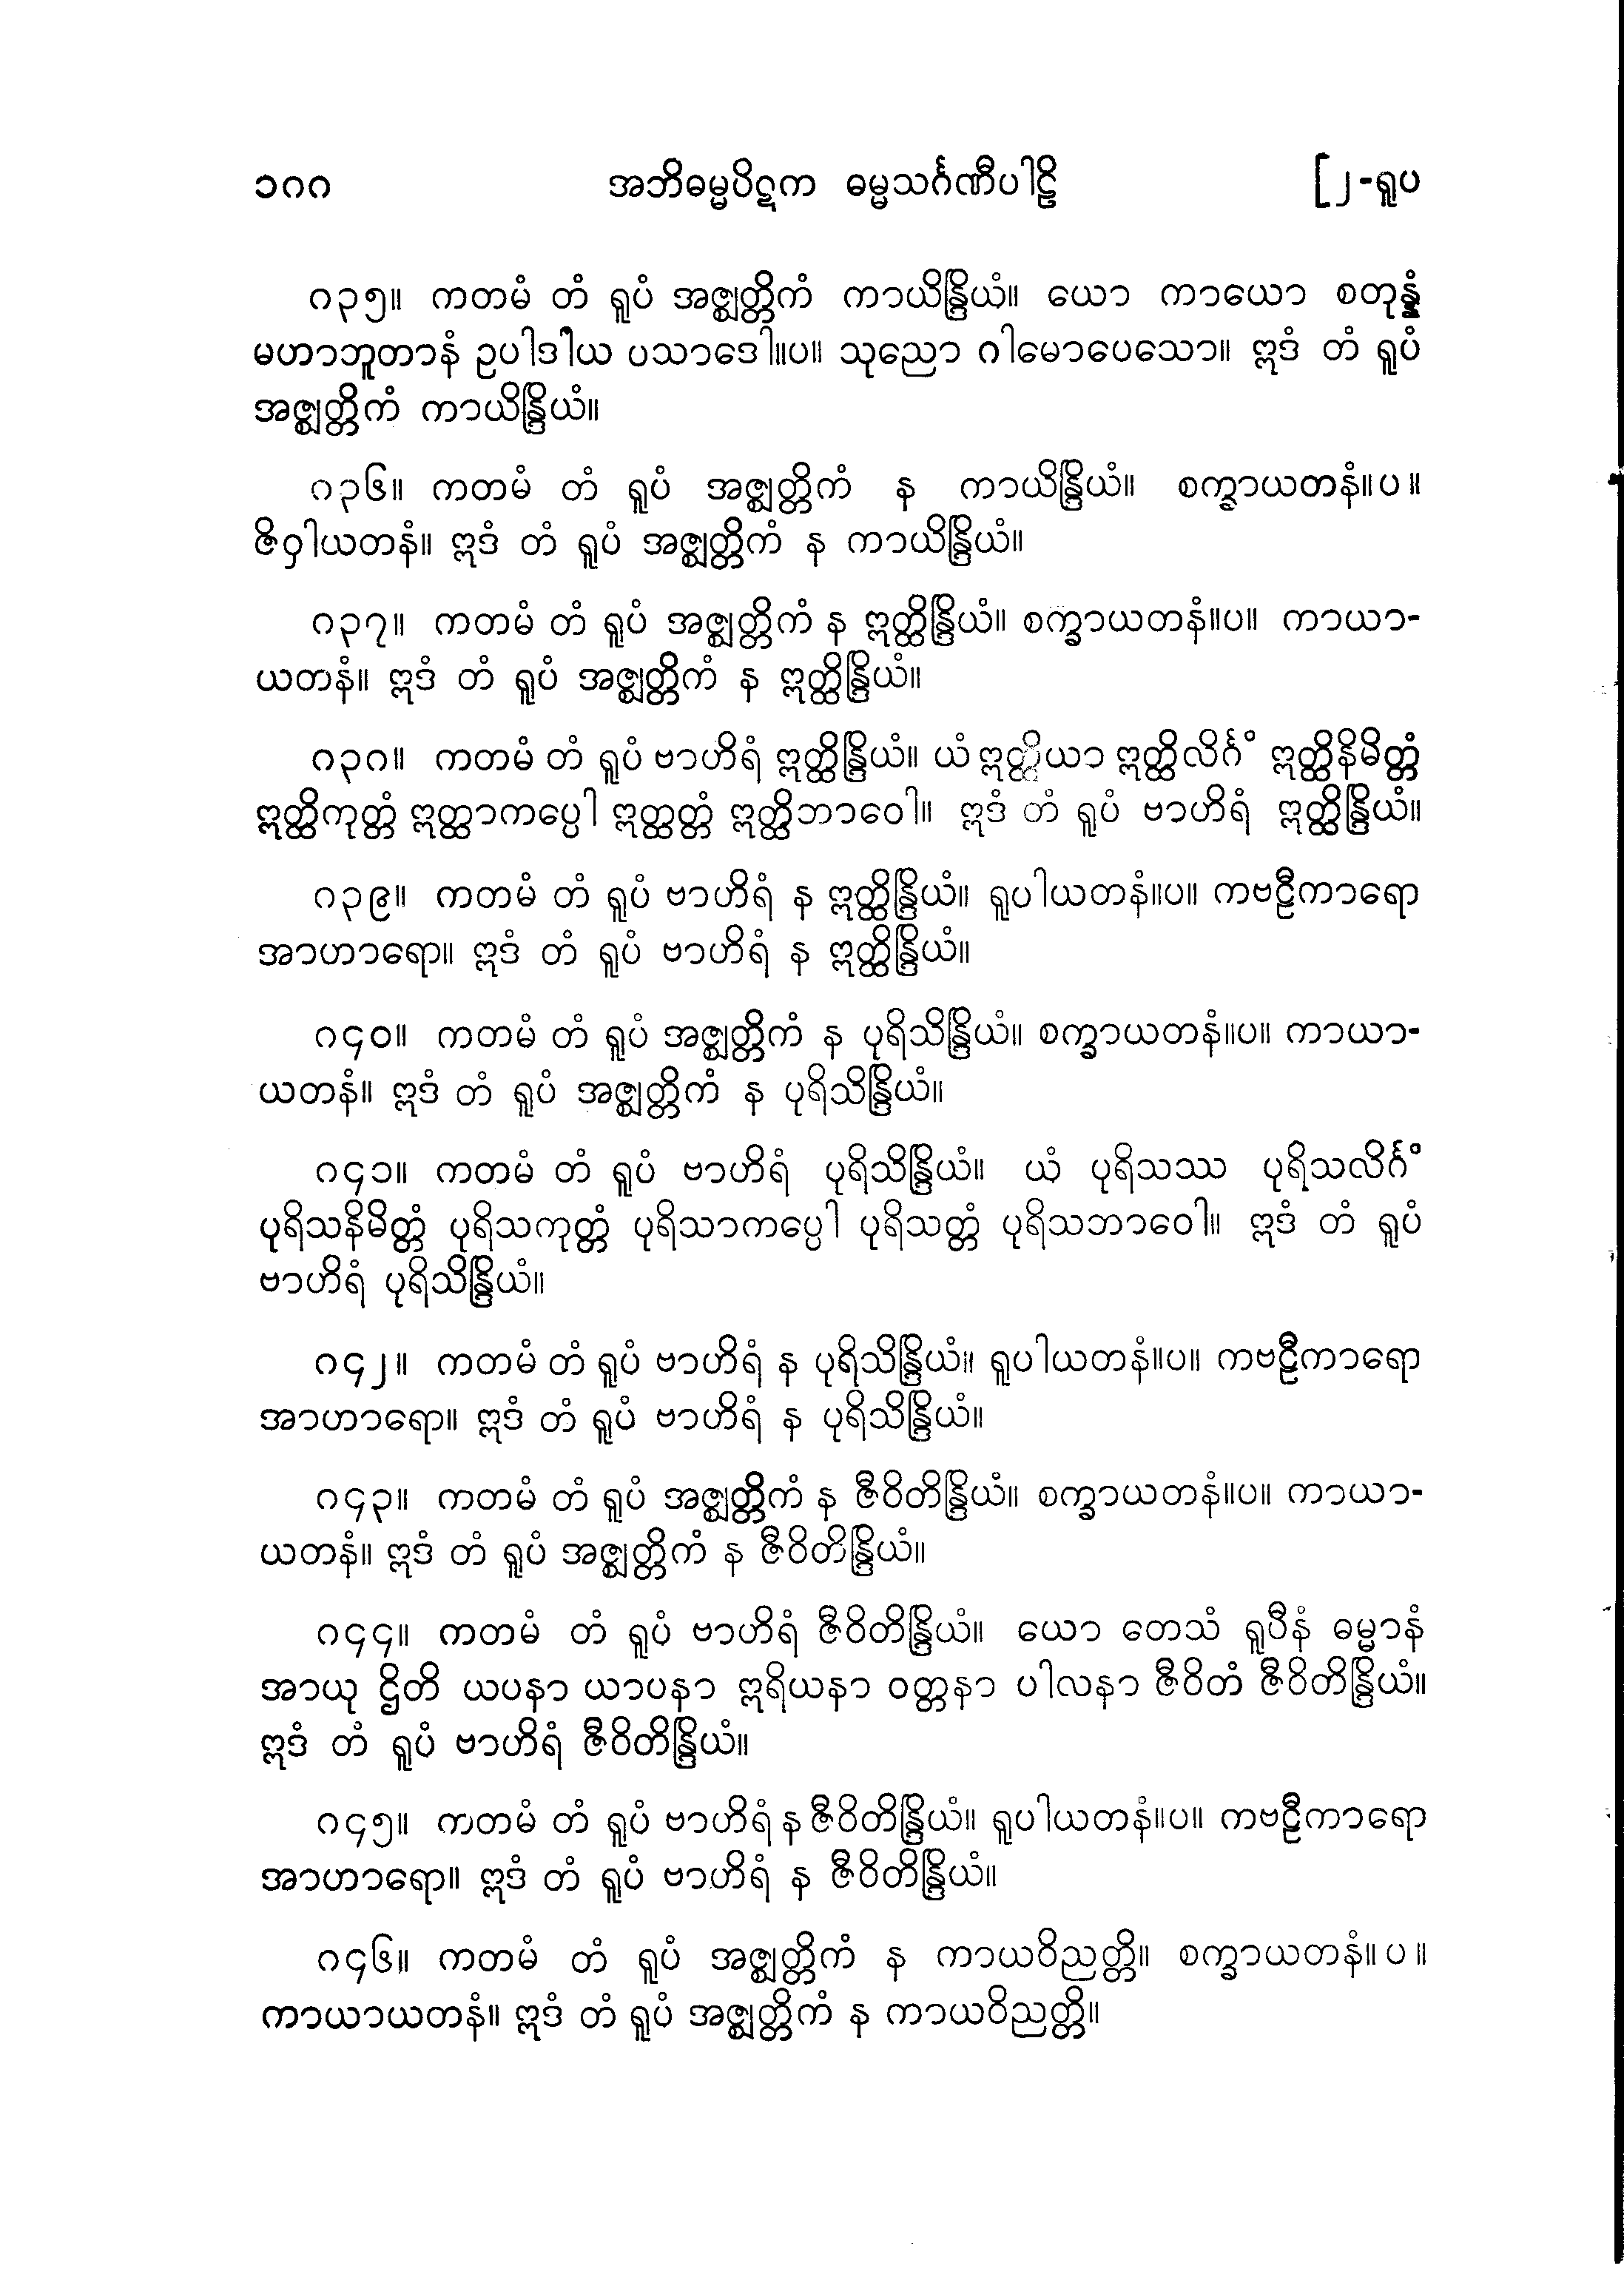 ၁၈၈ အဘိဓမ္မပိဋက ဓမ္မသင်္ဂဏီပါဠိ [၂-ရူပ
၈၃၅။ ကတမံ တံ ရူပံ အဇ္ဈတ္တိကံ ကာယိန္ဒြိယံ။ ယော ကာယော စတုန္နံ
မဟာဘူတာနံ ဥပါဒါယ ပသာဒေါ။ပ။ သုညော ဂါမောပေသော။ ဣဒံ တံ ရူပံ
အဇ္ဈတ္တိကံ ကာယိန္ဒြိယံ။
၈၃၆။ ကတမံ တံ ရူပံ အဇ္ဈတ္တိကံ န ကာယိန္ဒြိယံ။ စက္ခာယတနံ။ပ။
ဇိဝှါယတနံ။ ဣဒံ တံ ရူပံ အဇ္ဈတ္တိကံ န ကာယိန္ဒြိယံ။
၈၃၇။ ကတမံ တံ ရူပံ အဇ္ဈတ္တိကံ န ဣတ္ထိန္ဒြိယံ။ စက္ခာယတနံ။ပ။ ကာယာ-
ယတနံ။ ဣဒံ တံ ရူပံ အဇ္ဈတ္တိကံ န ဣတ္ထိန္ဒြိယံ။
၈၃၈။ ကတမံ တံ ရူပံ ဗာဟိရံ ဣတ္ထိန္ဒြိယံ။ ယံ ဣတ္ထိယာ ဣတ္ထိလိင်္ဂံ ဣတ္ထိနိမိတ္တံ
ဣတ္ထိကုတ္တံ ဣတ္ထာကပ္ပေါ ဣတ္ထတ္တံ ဣတ္ထိဘာဝေါ။ ဣဒံ တံ ရူပံ ဗာဟိရံ ဣတ္ထိန္ဒြိယံ။
၈၃၉။ ကတမံ တံ ရူပံ ဗာဟိရံ န ဣတ္ထိန္ဒြိယံ။ ရူပါယတနံ။ပ။ ကဗဠီကာရော
အာဟာရော။ ဣဒံ တံ ရူပံ ဗာဟိရံ န ဣတ္ထိန္ဒြိယံ။
၈၄၀။ ကတမံ တံ ရူပံ အဇ္ဈတ္တိကံ န ပုရိသိန္ဒြိယံ။ စက္ခာယတနံ။ပ။ ကာယာ-
ယတနံ။ ဣဒံ တံ ရူပံ အဇ္ဈတ္တိကံ န ပုရိသိန္ဒြိယံ။
၈၄၁။ ကတမံ တံ ရူပံ ဗာဟိရံ ပုရိသိန္ဒြိယံ။ ယံ ပုရိသဿ ပုရိသလိင်္ဂံ
ပုရိသနိမိတ္တံ ပုရိသကုတ္တံ ပုရိသာကပ္ပေါ ပုရိသတ္တံ ပုရိသဘာဝေါ။ ဣဒံ တံ ရူပံ
ဗာဟိရံ ပုရိသိန္ဒြိယံ။
၈၄၂။ ကတမံ တံ ရူပံ ဗာဟိရံ န ပုရိသိန္ဒြိယံ။ ရူပါယတနံ။ပ။ ကဗဠီကာရော
အာဟာရော။ ဣဒံ တံ ရူပံ ဗာဟိရံ န ပုရိသိန္ဒြိယံ။
၈၄၃။ ကတမံ တံ ရူပံ အဇ္ဈတ္တိကံ န ဇီဝိတိန္ဒြိယံ။ စက္ခာယတနံ။ပ။ ကာယာ-
ယတနံ။ ဣဒံ တံ ရူပံ အဇ္ဈတ္တိကံ န ဇီဝိတိန္ဒြိယံ။
၈၄၄။ ကတမံ တံ ရူပံ ဗာဟိရံ ဇီဝိတိန္ဒြိယံ။ ယော တေသံ ရူပီနံ ဓမ္မာနံ
အာယု ဌိတိ ယပနာ ယာပနာ ဣရိယနာ ဝတ္တနာ ပါလနာ ဇီဝိတံ ဇီဝိတိန္ဒြိယံ။
ဣဒံ တံ ရူပံ ဗာဟိရံ ဇီဝိတိန္ဒြိယံ။
၈၄၅။ ကတမံ တံ ရူပံ ဗာဟိရံ န ဇီဝိတိန္ဒြိယံ။ ရူပါယတနံ။ပ။ ကဗဠီကာရော
အာဟာရော။ ဣဒံ တံ ရူပံ ဗာဟိရံ န ဇီဝိတိန္ဒြိယံ။
၈၄၆။ ကတမံ တံ ရူပံ အဇ္ဈတ္တိကံ န ကာယဝိညတ္တိ။ စက္ခာယတနံ။ပ။
ကာယာယတနံ။ ဣဒံ တံ ရူပံ အဇ္ဈတ္တိကံ န ကာယဝိညတ္တိ။